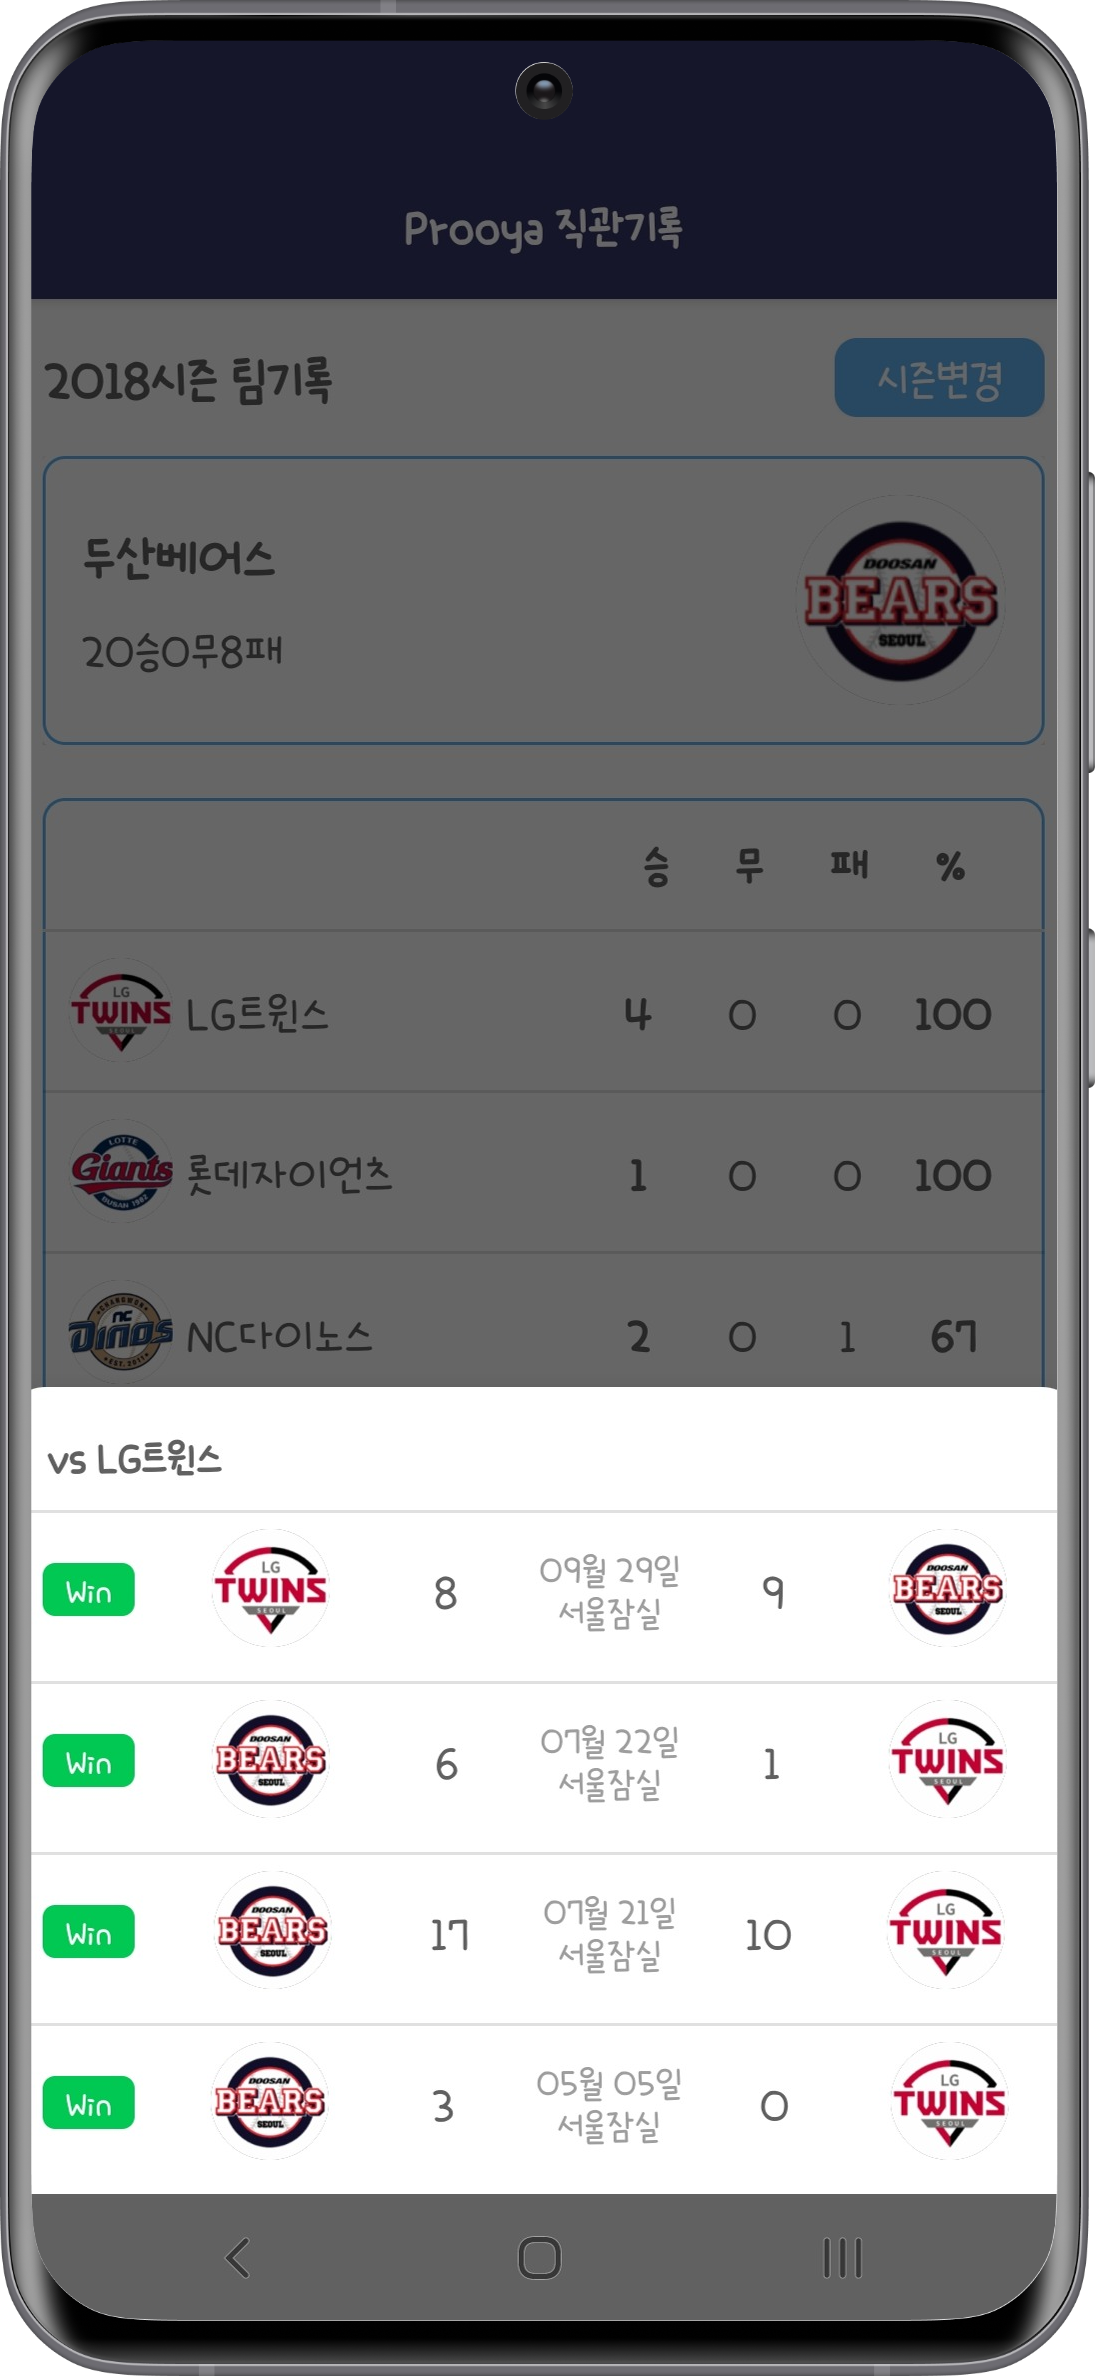 Prooya 직관기록
2018시즌 팀기록
시즌변경
두산베어스
20승0무8패
DOOSAN
BEARS
SEOUL
승 무 패 %
LG TWINS SEOUL LG트윈스 4 0 0 100
LOTTE Giants BUSAN 1982 롯데자이언츠 1 0 0 100
CHANGWON NC DINOS EST. 2011 NC다이노스 2 0 1 67
vs LG트윈스
Win LG TWINS SEOUL 8 09월 29일 9 DOOSAN BEARS SEOUL
서울잠실
Win DOOSAN BEARS SEOUL 6 07월 22일 1 LG TWINS SEOUL
서울잠실
Win DOOSAN BEARS SEOUL 17 07월 21일 10 LG TWINS SEOUL
서울잠실
Win DOOSAN BEARS SEOUL 3 05월 05일 0 LG TWINS SEOUL
서울잠실